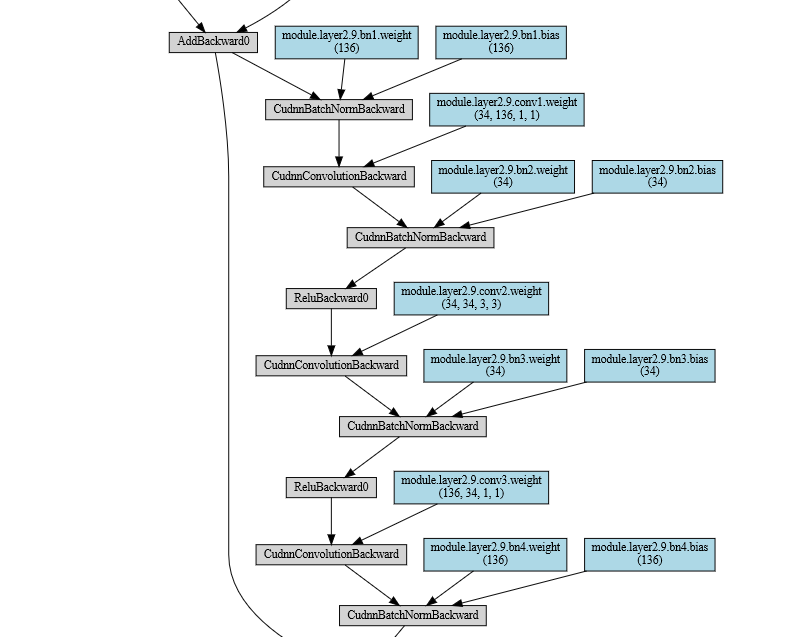 AddBackward0
module.layer2.9.bn1.weight
(136)
module.layer2.9.bn1.bias
(136)
CudnnBatchNormBackward
module.layer2.9.conv1.weight
(34, 136, 1, 1)
CudnnConvolutionBackward
module.layer2.9.bn2.weight
(34)
module.layer2.9.bn2.bias
(34)
CudnnBatchNormBackward
ReluBackward0
module.layer2.9.conv2.weight
(34, 34, 3, 3)
CudnnConvolutionBackward
module.layer2.9.bn3.weight
(34)
module.layer2.9.bn3.bias
(34)
CudnnBatchNormBackward
ReluBackward0
module.layer2.9.conv3.weight
(136, 34, 1, 1)
CudnnConvolutionBackward
module.layer2.9.bn4.weight
(136)
module.layer2.9.bn4.bias
(136)
CudnnBatchNormBackward